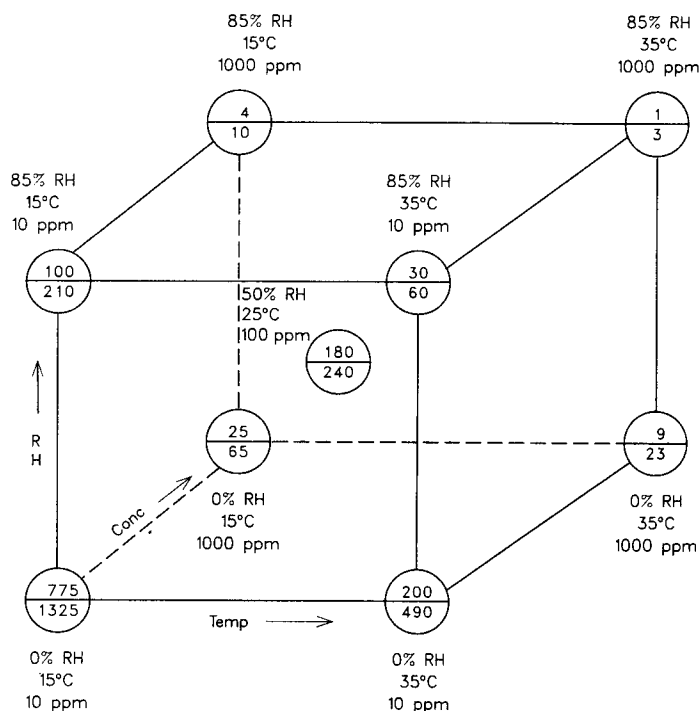 85% RH
15°C
1000 ppm
4
10
85% RH
35°C
1000 ppm
1
3
85% RH
15°C
10 ppm
100
210
85% RH
35°C
10 ppm
30
60
50% RH
25°C
100 ppm
180
240
R
H
25
65
0% RH
15°C
1000 ppm
9
23
0% RH
35°C
1000 ppm
Conc
775
1325
0% RH
15°C
10 ppm
Temp
200
490
0% RH
35°C
10 ppm